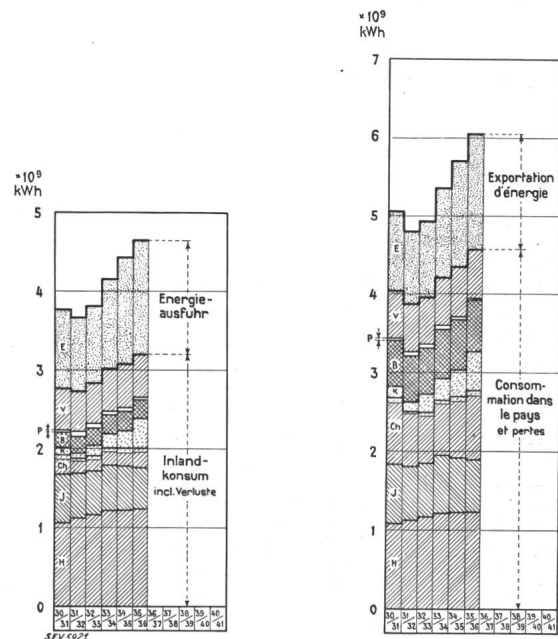 ×10⁹
kWh
5
4
3
2
1
0
E
V
P
B
K
Ch
J
H
Energie-
ausfuhr
Inland-
konsum
incl. Verluste
30/31 31/32 32/33 33/34 34/35 35/36 36/37 37/38 38/39 39/40 40/41
SEV 5021
×10⁹
kWh
7
6
5
4
3
2
1
0
E
V
P
B
K
Ch
J
H
Exportation
d'énergie
Consom-
mation dans
le pays
et pertes
30/31 31/32 32/33 33/34 34/35 35/36 36/37 37/38 38/39 39/40 40/41